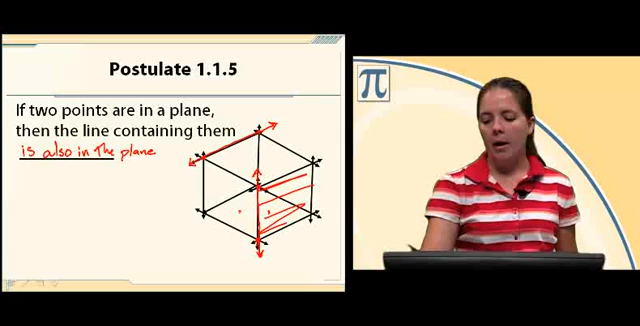 Postulate 1.1.5
If two points are in a plane,
then the line containing them
is also in the plane
π